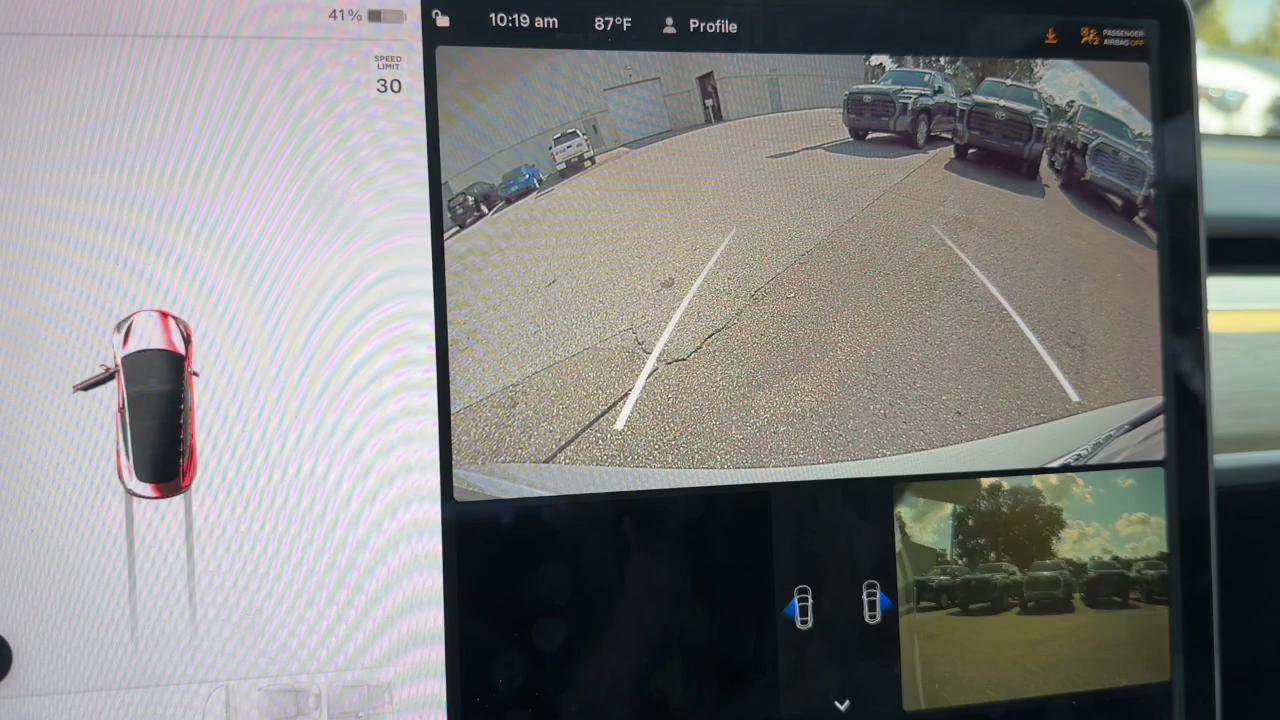 41%
10:19 am
87°F
Profile
PASSENGER
AIRBAG OFF
SPEED
LIMIT
30